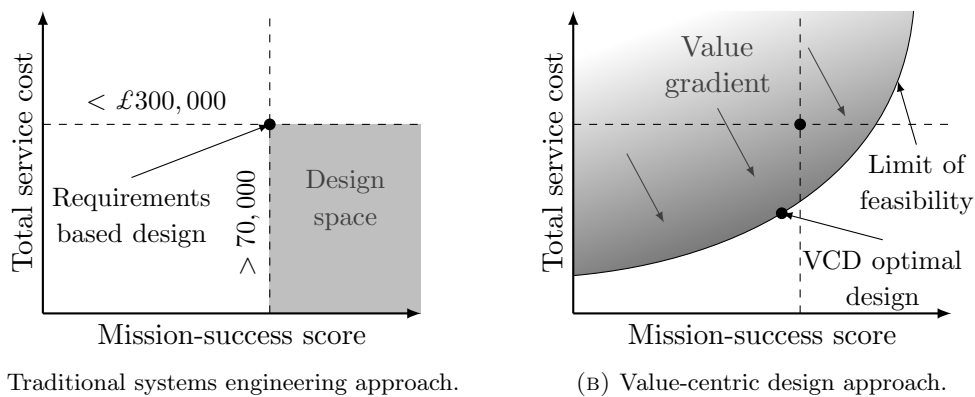 Total service cost
< £300,000
Requirements
based design
> 70,000
Design
space
Mission-success score
Traditional systems engineering approach.
Total service cost
Value
gradient
Limit of
feasibility
VCD optimal
design
Mission-success score
(B) Value-centric design approach.